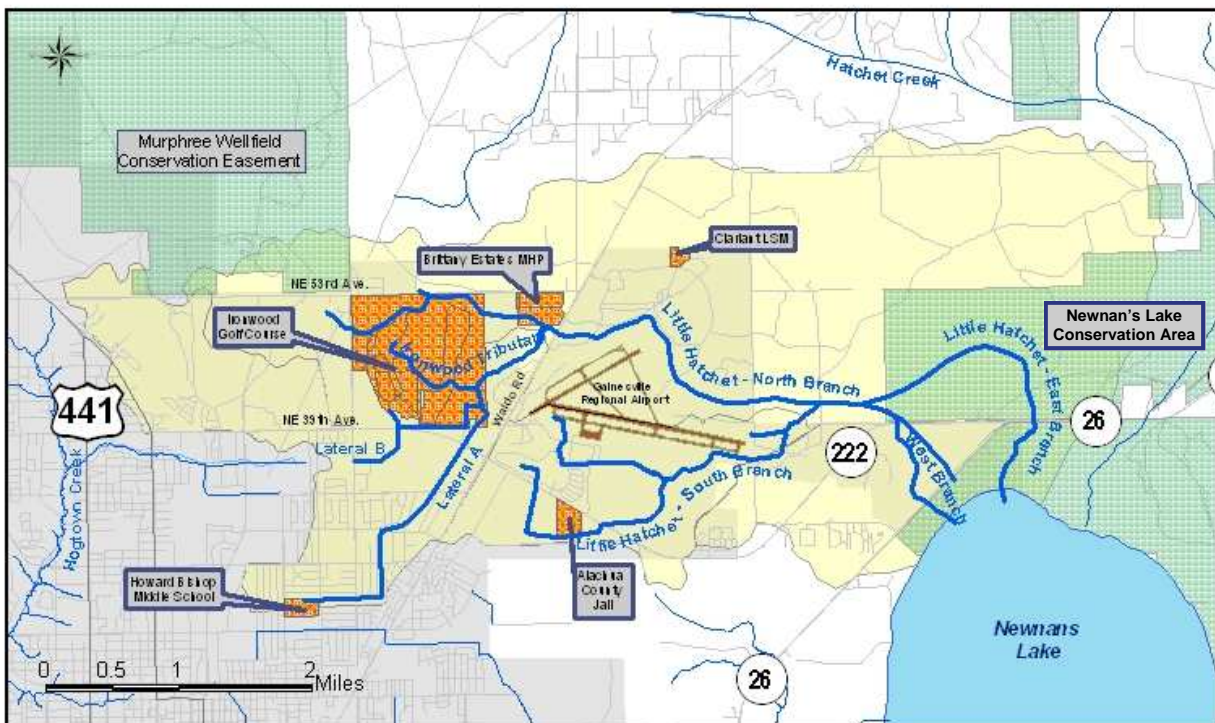 Hatchet Creek
Murphree Wellfield
Conservation Easement
Clariant LSM
Brittany Estates MHP
NE 53rd Ave.
Ironwood
Golf Course
Ironwood Tributary
Newnan's Lake
Conservation Area
Little Hatchet - East Branch
Little Hatchet - North Branch
Gainesville
Regional Airport
Waldo Rd
441
NE 39th Ave.
26
222
Lateral B
Lateral A
West Branch
Little Hatchet - South Branch
Hogtown Creek
Howard Bishop
Middle School
Alachua
County
Jail
Newnans
Lake
0 0.5 1 2
Miles
26